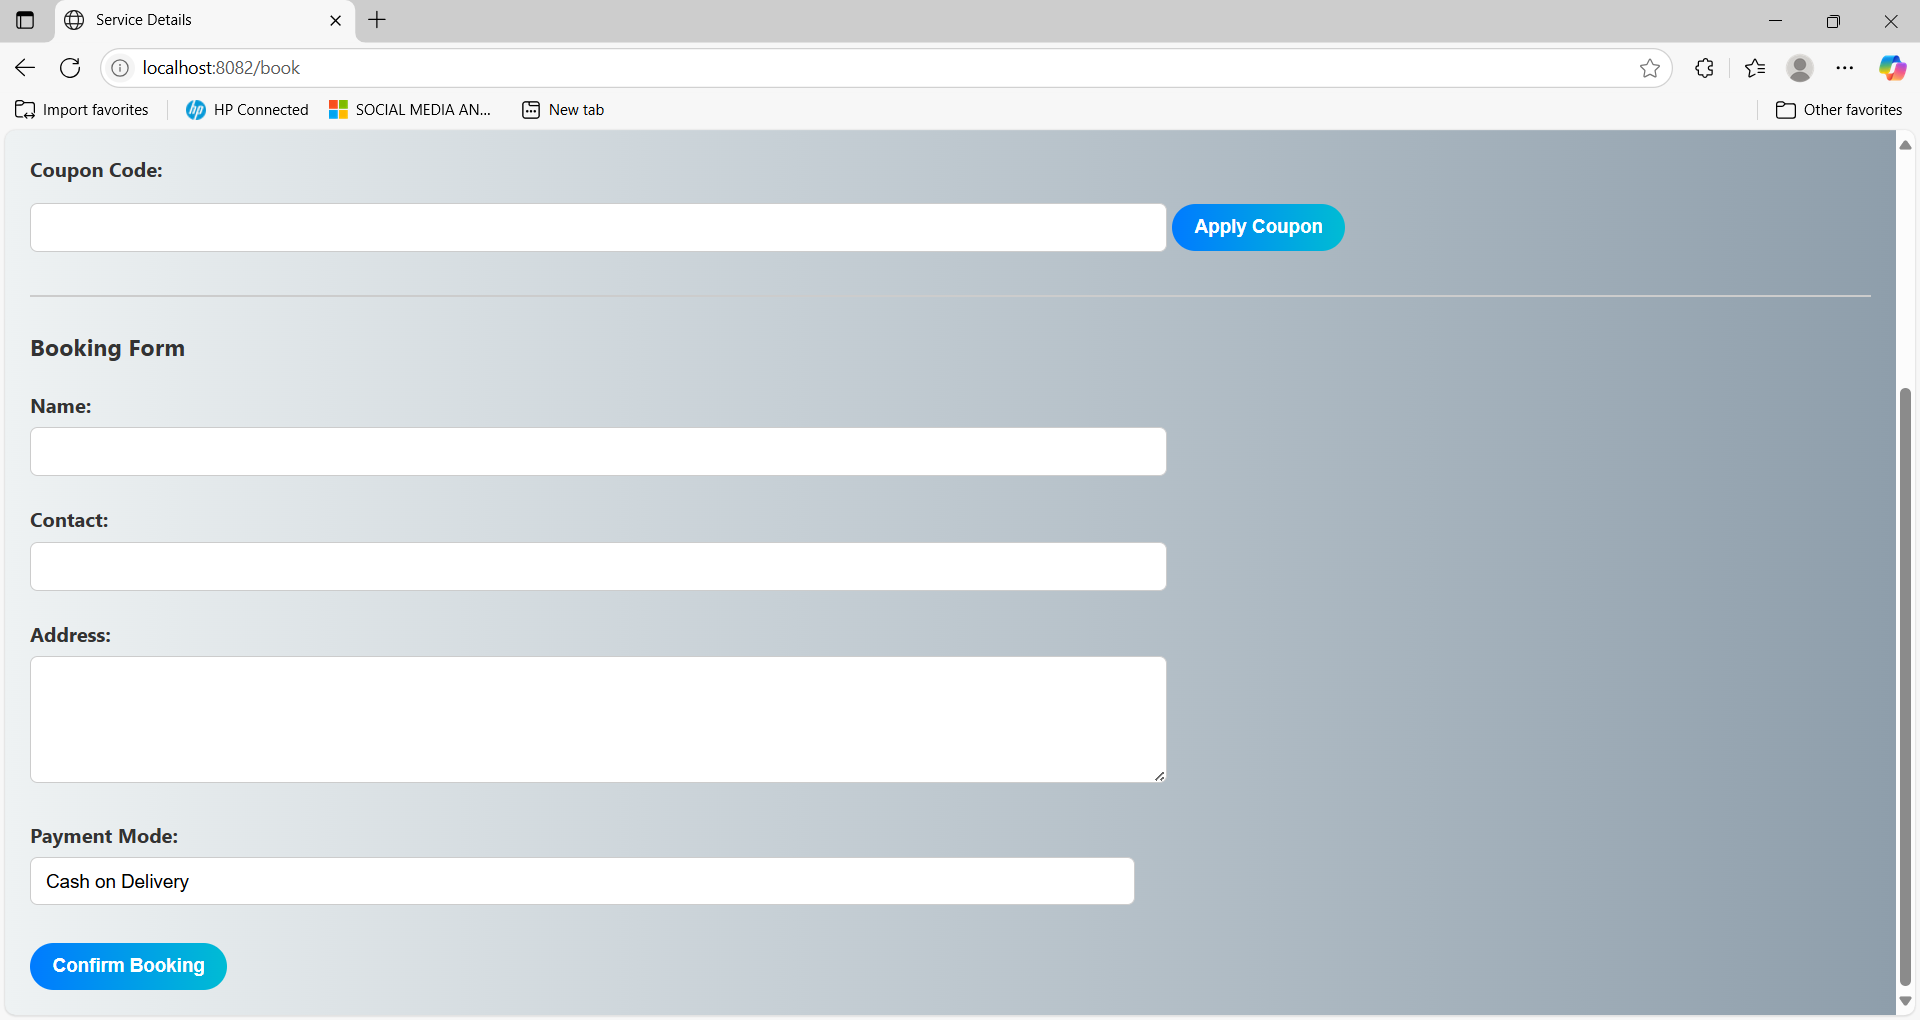 Service Details
localhost:8082/book
Import favorites
HP Connected
SOCIAL MEDIA AN...
New tab
Other favorites
Coupon Code:
Apply Coupon
Booking Form
Name:
Contact:
Address:
Payment Mode:
Cash on Delivery
Confirm Booking